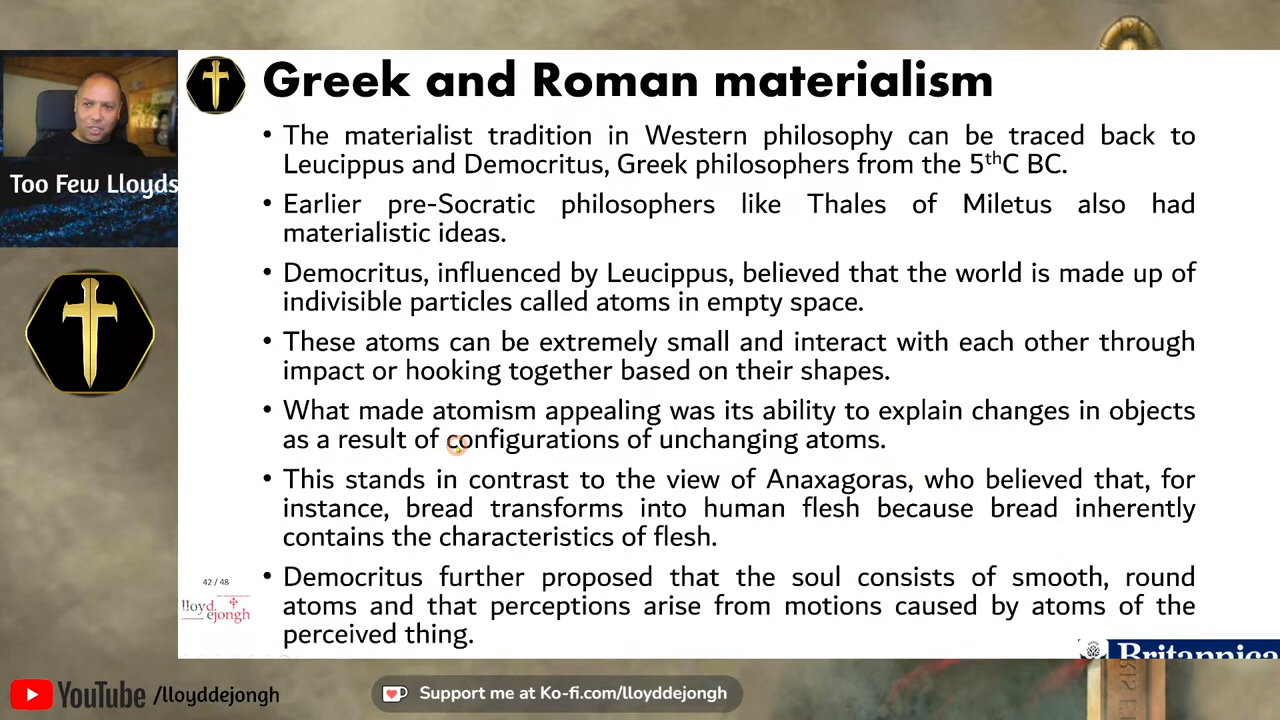 Greek and Roman materialism
Too Few Lloyds
• The materialist tradition in Western philosophy can be traced back to
Leucippus and Democritus, Greek philosophers from the 5thC BC.
• Earlier pre-Socratic philosophers like Thales of Miletus also had
materialistic ideas.
• Democritus, influenced by Leucippus, believed that the world is made up of
indivisible particles called atoms in empty space.
• These atoms can be extremely small and interact with each other through
impact or hooking together based on their shapes.
• What made atomism appealing was its ability to explain changes in objects
as a result of configurations of unchanging atoms.
• This stands in contrast to the view of Anaxagoras, who believed that, for
instance, bread transforms into human flesh because bread inherently
contains the characteristics of flesh.
• Democritus further proposed that the soul consists of smooth, round
atoms and that perceptions arise from motions caused by atoms of the
perceived thing.
42 / 48
lloyd
ejongh
Britannica
YouTube /lloyddejongh
Support me at Ko-fi.com/lloyddejongh